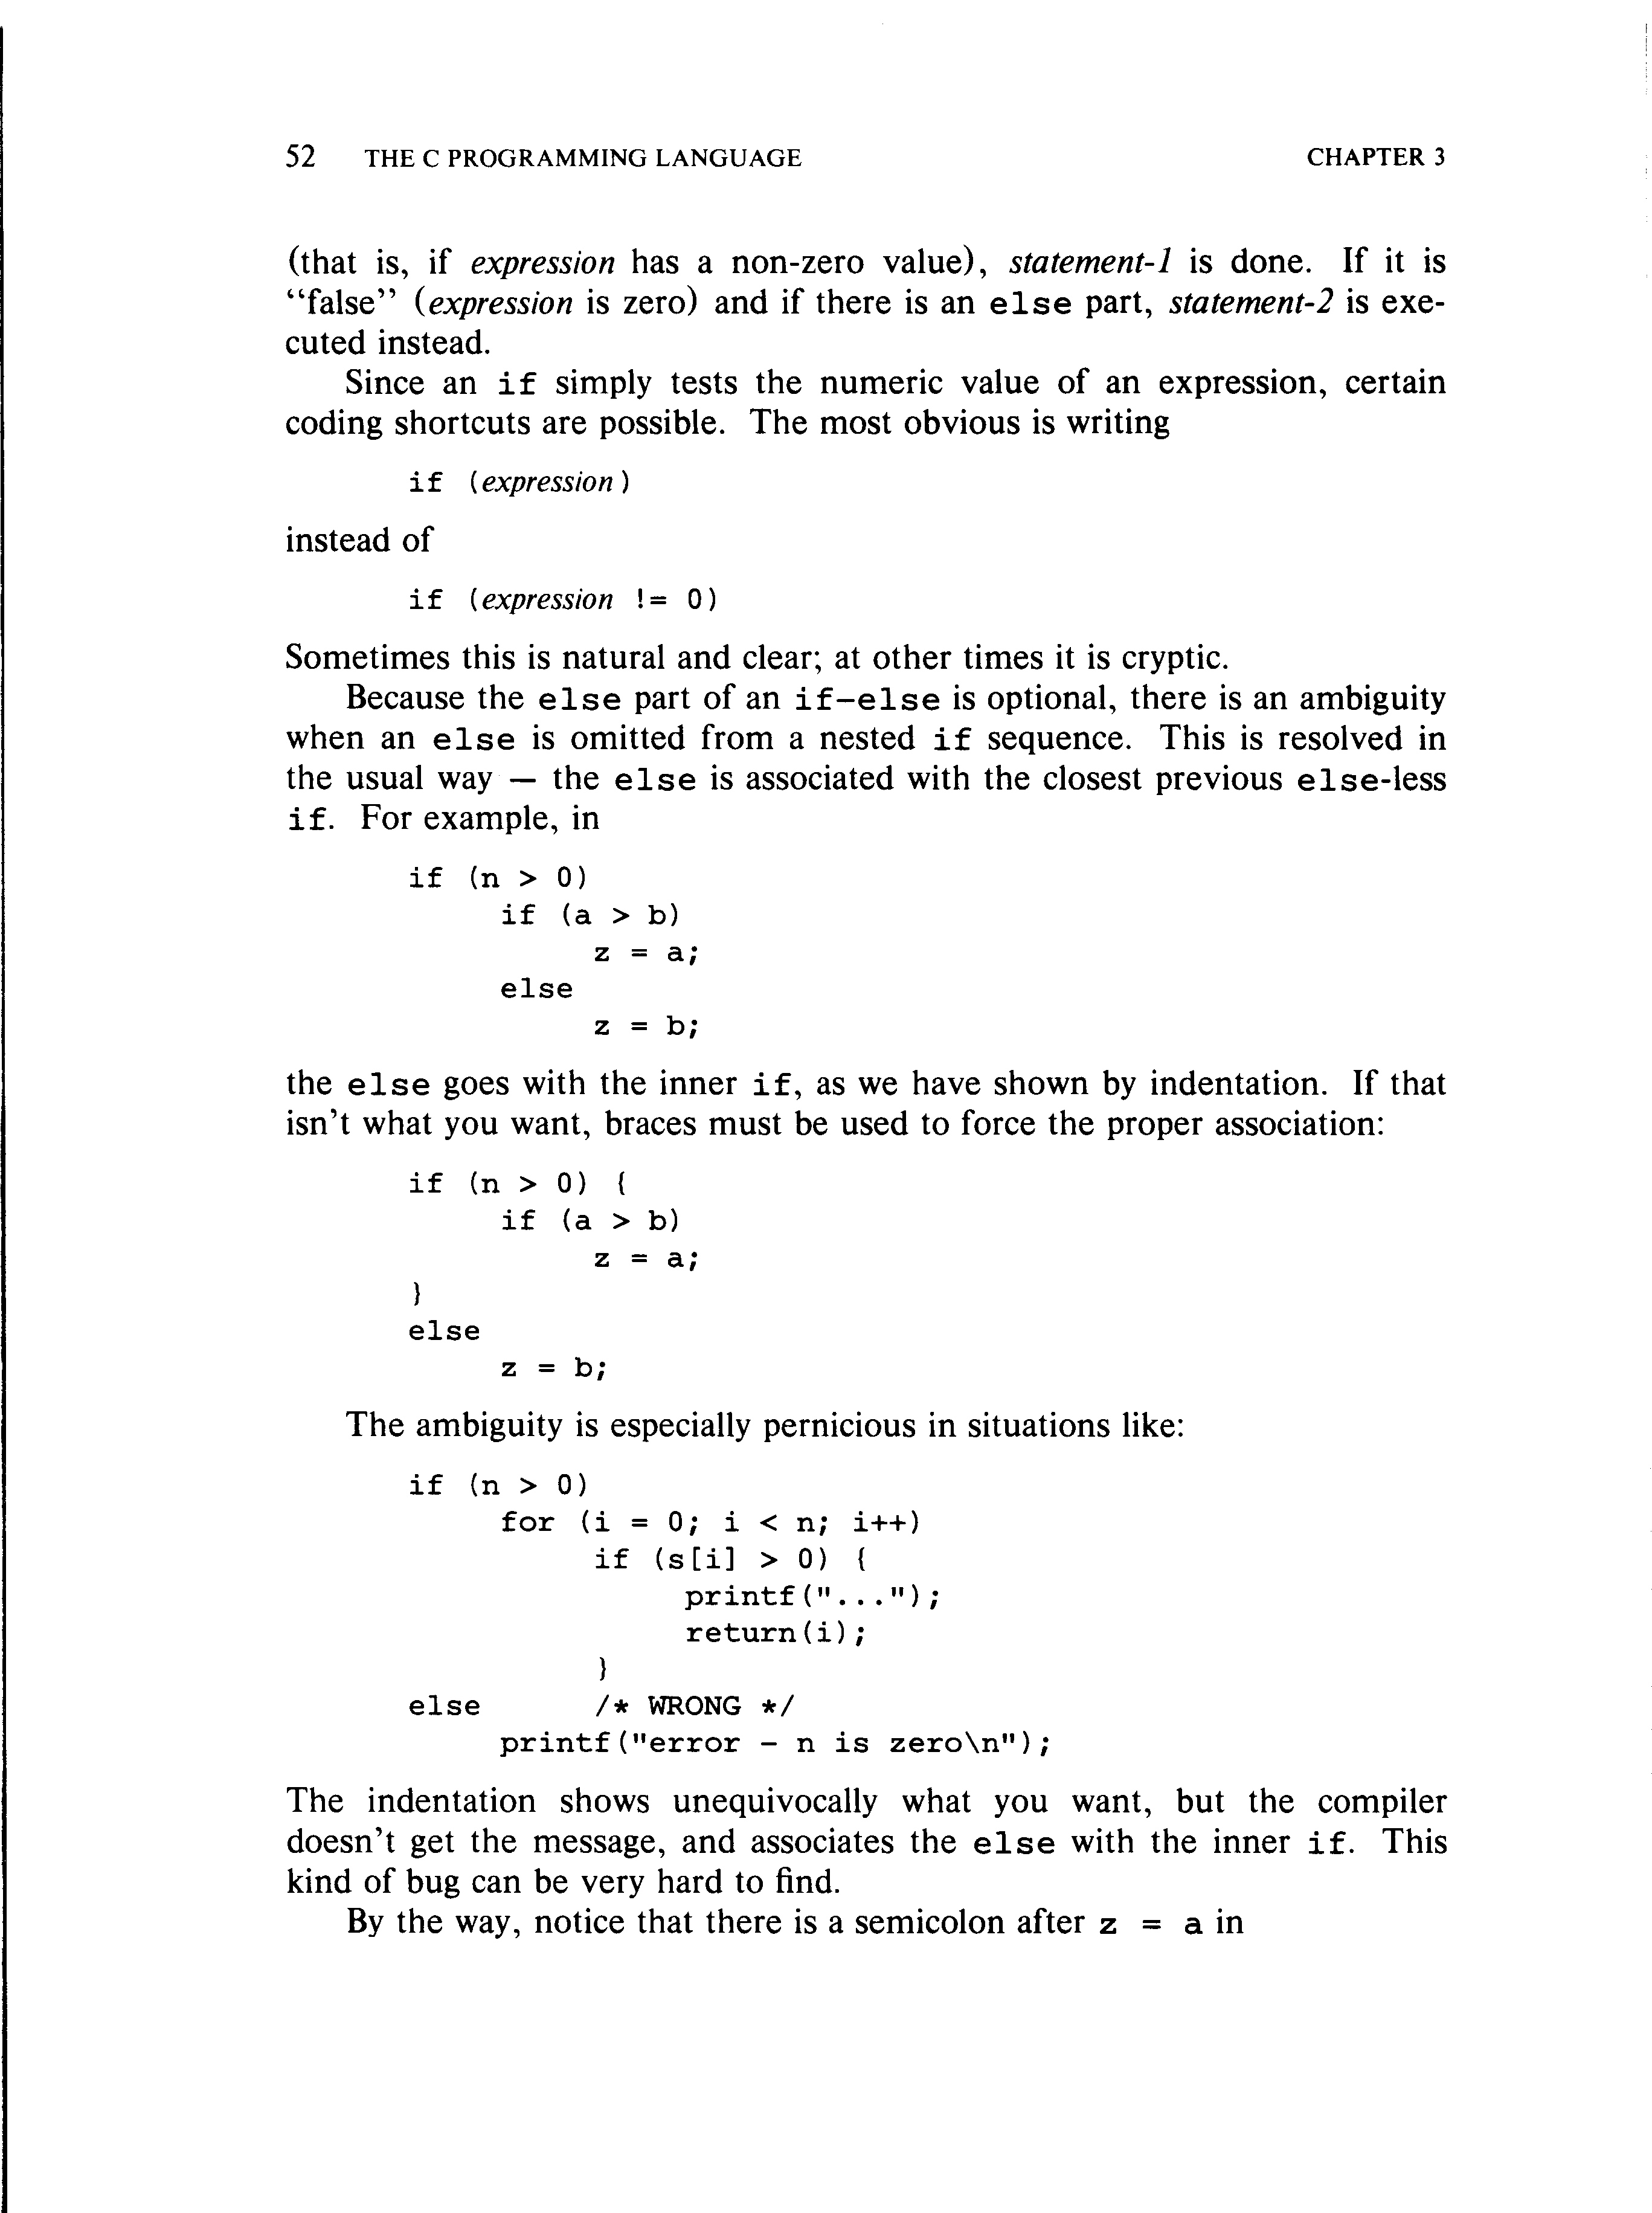 52 THE C PROGRAMMING LANGUAGE CHAPTER 3
(that is, if expression has a non-zero value), statement-1 is done. If it is
“false” (expression is zero) and if there is an else part, statement-2 is exe-
cuted instead.
Since an if simply tests the numeric value of an expression, certain
coding shortcuts are possible. The most obvious is writing
if (expression)
instead of
if (expression != 0)
Sometimes this is natural and clear; at other times it is cryptic.
Because the else part of an if-else is optional, there is an ambiguity
when an else is omitted from a nested if sequence. This is resolved in
the usual way — the else is associated with the closest previous else-less
if. For example, in
if (n > 0)
if (a > b)
z = a;
else
z = b;
the else goes with the inner if, as we have shown by indentation. If that
isn't what you want, braces must be used to force the proper association:
if (n > 0) {
if (a > b)
z = a;
}
else
z = b;
The ambiguity is especially pernicious in situations like:
if (n > 0)
for (i = 0; i < n; i++)
if (s[i] > 0) {
printf("...");
return(i);
}
else /* WRONG */
printf("error - n is zero\n");
The indentation shows unequivocally what you want, but the compiler
doesn't get the message, and associates the else with the inner if. This
kind of bug can be very hard to find.
By the way, notice that there is a semicolon after z = a in